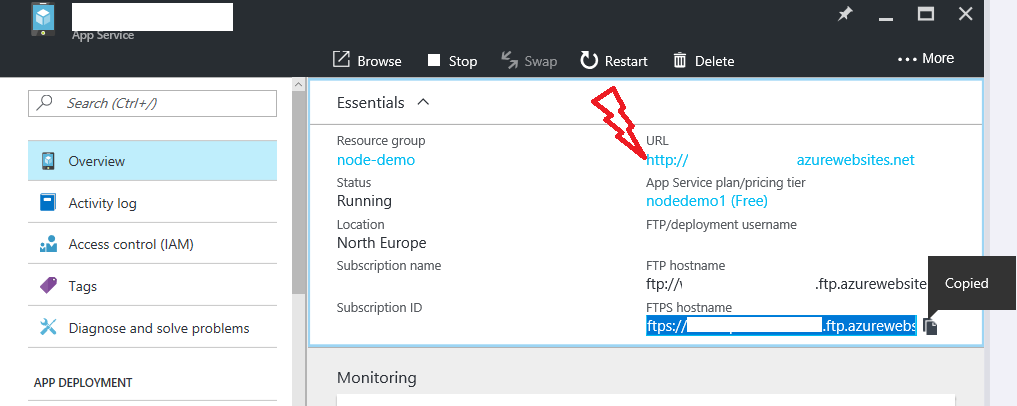 App Service
Browse
Stop
Swap
Restart
Delete
More
Search (Ctrl+/)
Overview
Activity log
Access control (IAM)
Tags
Diagnose and solve problems
APP DEPLOYMENT
Essentials
Resource group
node-demo
Status
Running
Location
North Europe
Subscription name
Subscription ID
URL
http:// azurewebsites.net
App Service plan/pricing tier
nodedemo1 (Free)
FTP/deployment username
FTP hostname
ftp:// .ftp.azurewebsite
FTPS hostname
ftps:// .ftp.azurewebs
Copied
Monitoring